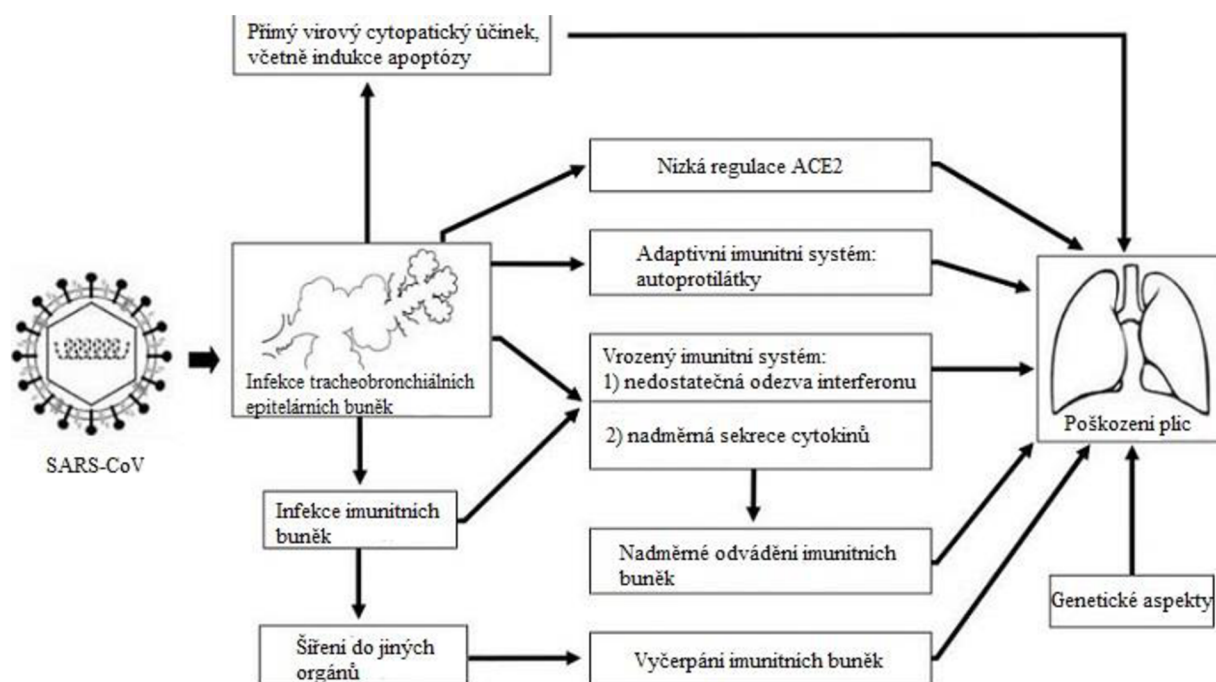 Přímý virový cytopatický účinek,
včetně indukce apoptózy
Nizká regulace ACE2
Adaptivní imunitní systém:
autoprotilátky
Vrozený imunitní systém:
1) nedostatečná odezva interferonu
2) nadměrná sekrece cytokinů
Infekce tracheobronchiálních
epitelárních buněk
Poškození plic
SARS-CoV
Infekce imunitních
buněk
Nadměrné odvádění imunitních
buněk
Genetické aspekty
Šíření do jiných
orgánů
Vyčerpání imunitních buněk